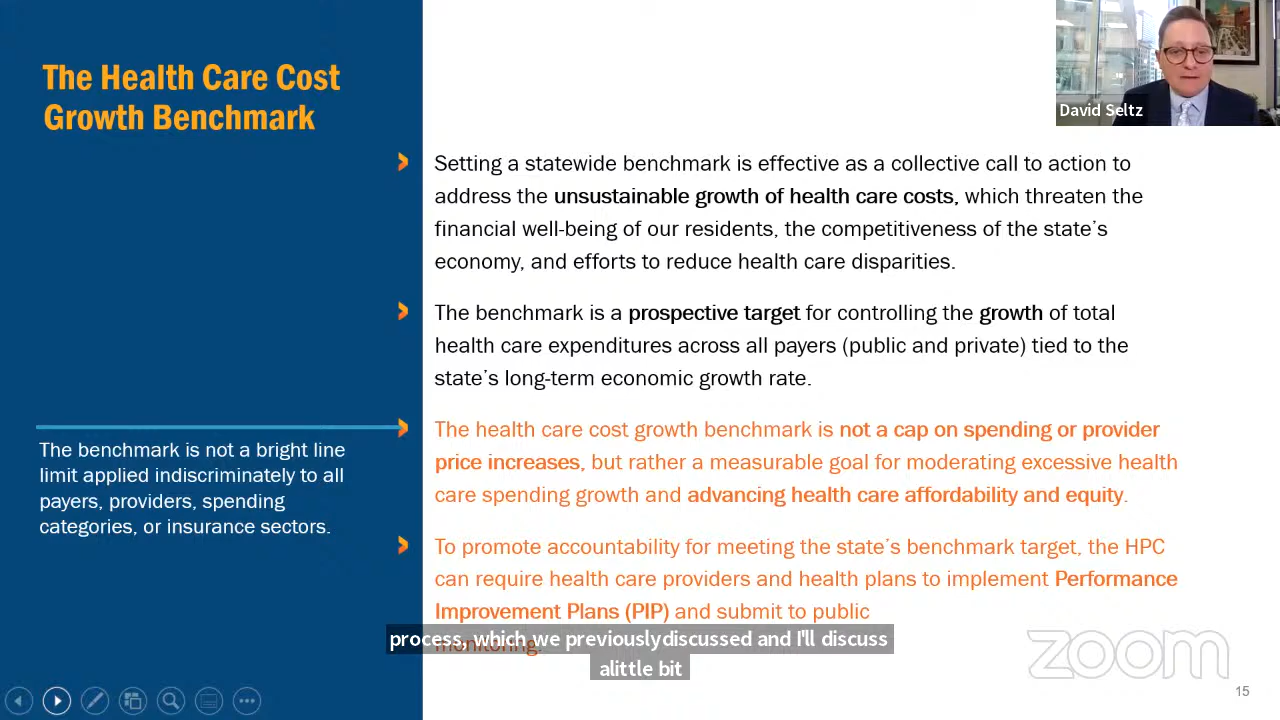 The Health Care Cost
Growth Benchmark
David Seltz
Setting a statewide benchmark is effective as a collective call to action to
address the unsustainable growth of health care costs, which threaten the
financial well-being of our residents, the competitiveness of the state's
economy, and efforts to reduce health care disparities.
The benchmark is a prospective target for controlling the growth of total
health care expenditures across all payers (public and private) tied to the
state's long-term economic growth rate.
The benchmark is not a bright line
limit applied indiscriminately to all
payers, providers, spending
categories, or insurance sectors.
The health care cost growth benchmark is not a cap on spending or provider
price increases, but rather a measurable goal for moderating excessive health
care spending growth and advancing health care affordability and equity.
To promote accountability for meeting the state's benchmark target, the HPC
can require health care providers and health plans to implement Performance
Improvement Plans (PIP) and submit to public
monitoring.
process, which we previouslydiscussed and I'll discuss
alittle bit
zoom
15